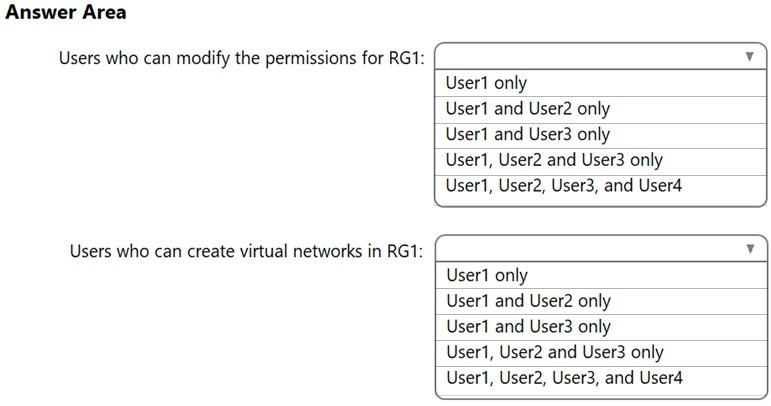 Answer Area
Users who can modify the permissions for RG1:
User1 only
User1 and User2 only
User1 and User3 only
User1, User2 and User3 only
User1, User2, User3, and User4
Users who can create virtual networks in RG1:
User1 only
User1 and User2 only
User1 and User3 only
User1, User2 and User3 only
User1, User2, User3, and User4